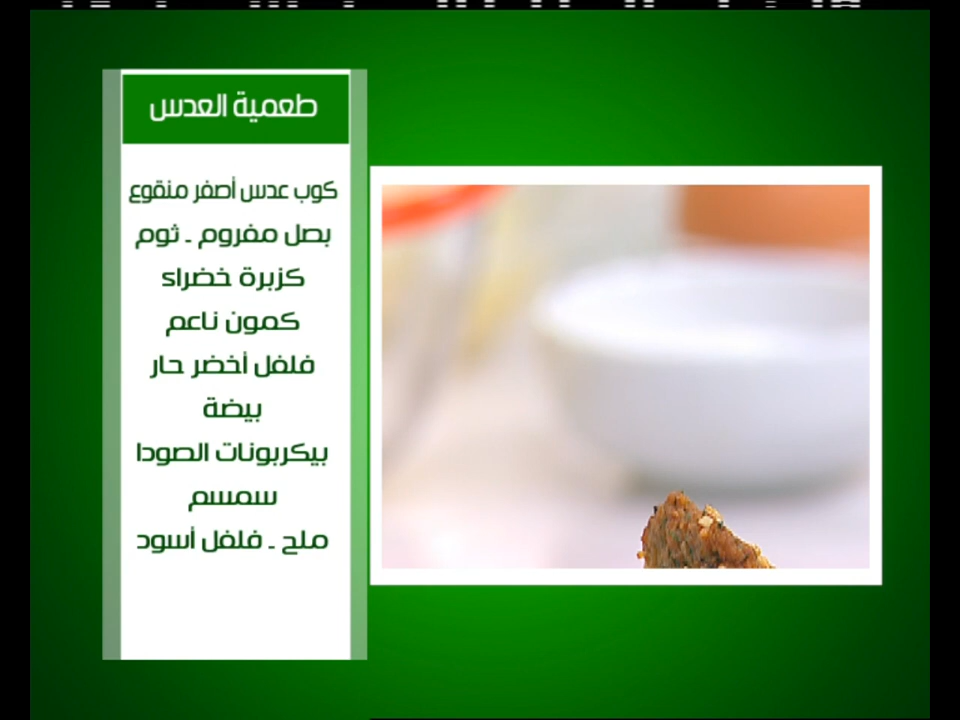 طعمية العدس
كوب عدس أصفر منقوع
بصل مفروم ـ ثوم
كزبرة خضراء
كمون ناعم
فلفل أخضر حار
بيضة
بيكربونات الصودا
سمسم
ملح ـ فلفل أسود